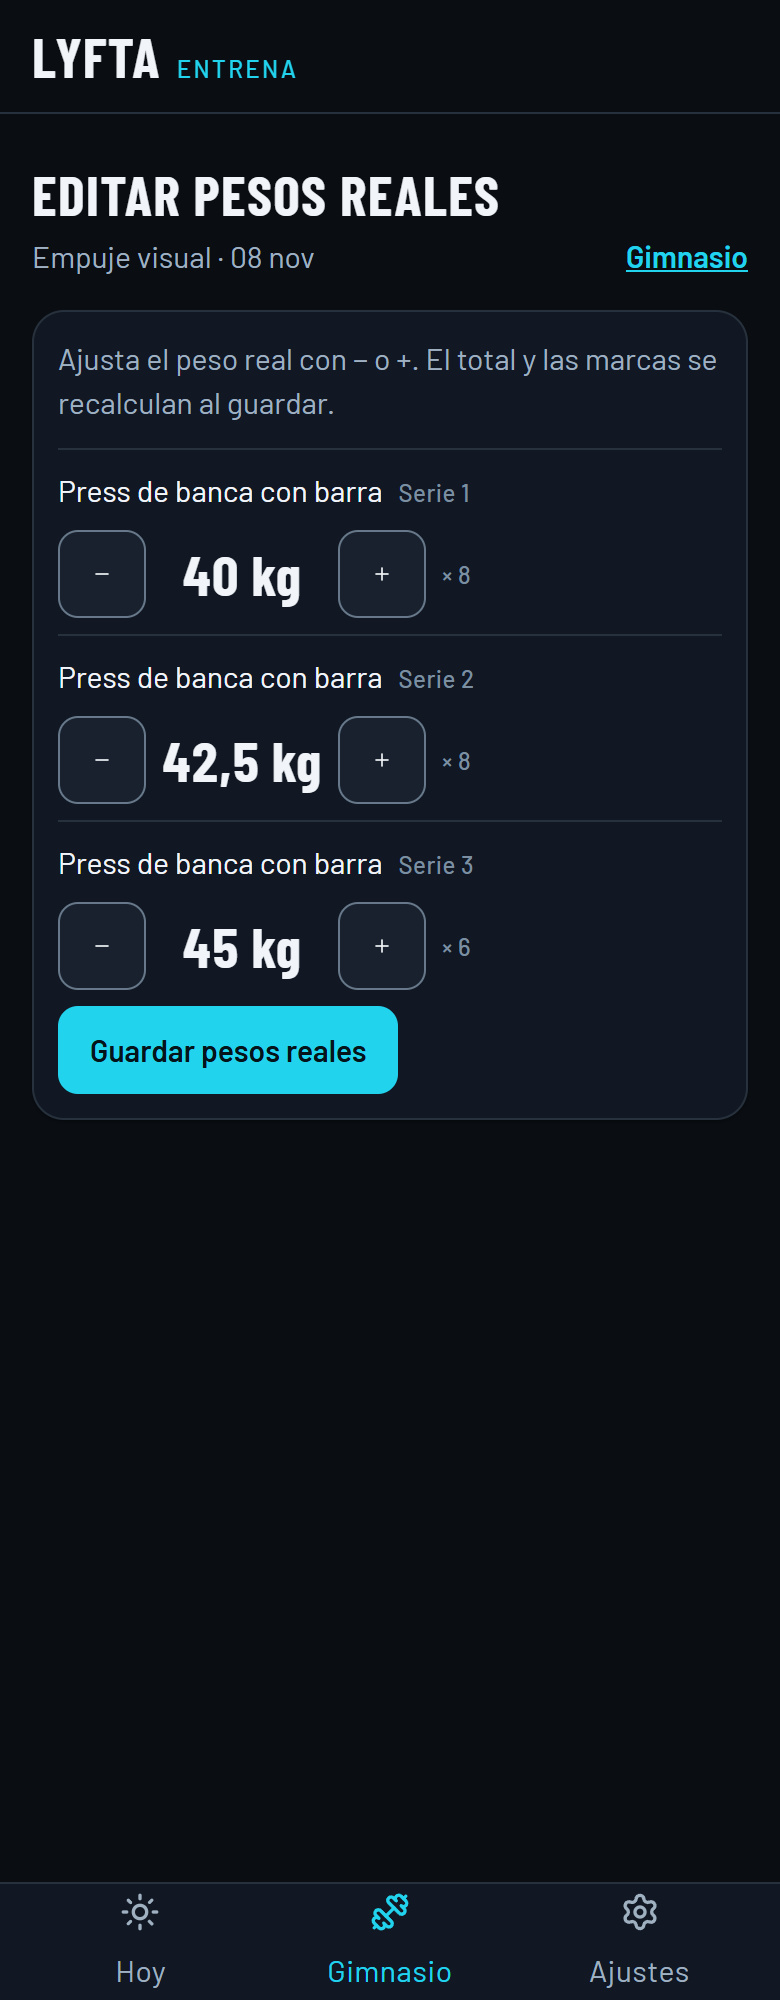 LYFTA ENTRENA
EDITAR PESOS REALES
Empuje visual · 08 nov Gimnasio
Ajusta el peso real con − o +. El total y las marcas se
recalculan al guardar.
Press de banca con barra Serie 1
− 40 kg + × 8
Press de banca con barra Serie 2
− 42,5 kg + × 8
Press de banca con barra Serie 3
− 45 kg + × 6
Guardar pesos reales
Hoy Gimnasio Ajustes